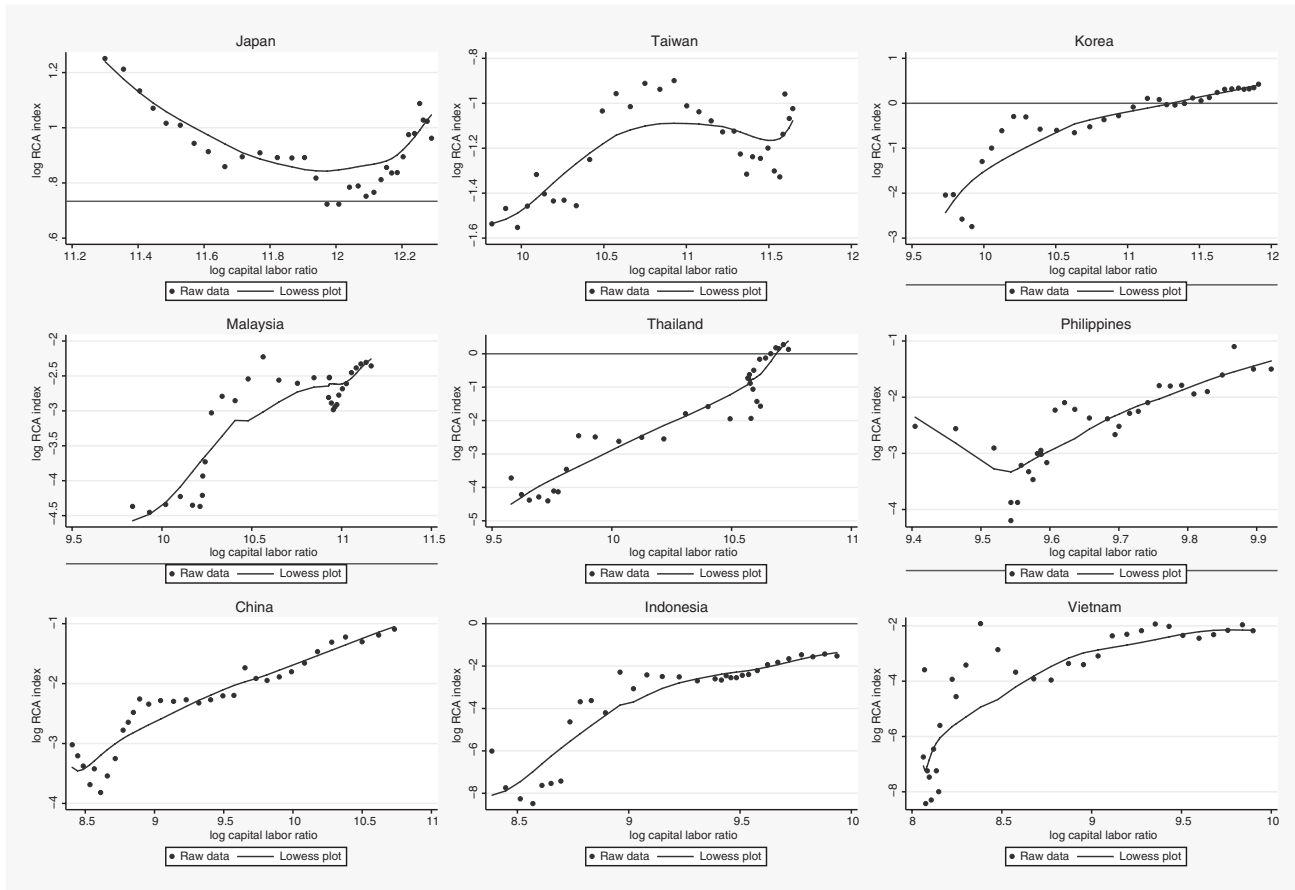 Japan
log RCA index
1.2
1
.8
.6
11.2 11.4 11.6 11.8 12 12.2
log capital labor ratio
Raw data Lowess plot
Taiwan
log RCA index
−.8
−1
−1.2
−1.4
−1.6
10 10.5 11 11.5 12
log capital labor ratio
Raw data Lowess plot
Korea
log RCA index
1
0
−1
−2
−3
9.5 10 10.5 11 11.5 12
log capital labor ratio
Raw data Lowess plot
Malaysia
log RCA index
−2
−2.5
−3
−3.5
−4
−4.5
9.5 10 10.5 11 11.5
log capital labor ratio
Raw data Lowess plot
Thailand
log RCA index
0
−1
−2
−3
−4
−5
9.5 10 10.5 11
log capital labor ratio
Raw data Lowess plot
Philippines
log RCA index
−1
−2
−3
−4
9.4 9.5 9.6 9.7 9.8 9.9
log capital labor ratio
Raw data Lowess plot
China
log RCA index
−1
−2
−3
−4
8.5 9 9.5 10 10.5 11
log capital labor ratio
Raw data Lowess plot
Indonesia
log RCA index
0
−2
−4
−6
−8
8.5 9 9.5 10
log capital labor ratio
Raw data Lowess plot
Vietnam
log RCA index
−2
−4
−6
−8
8 8.5 9 9.5 10
log capital labor ratio
Raw data Lowess plot